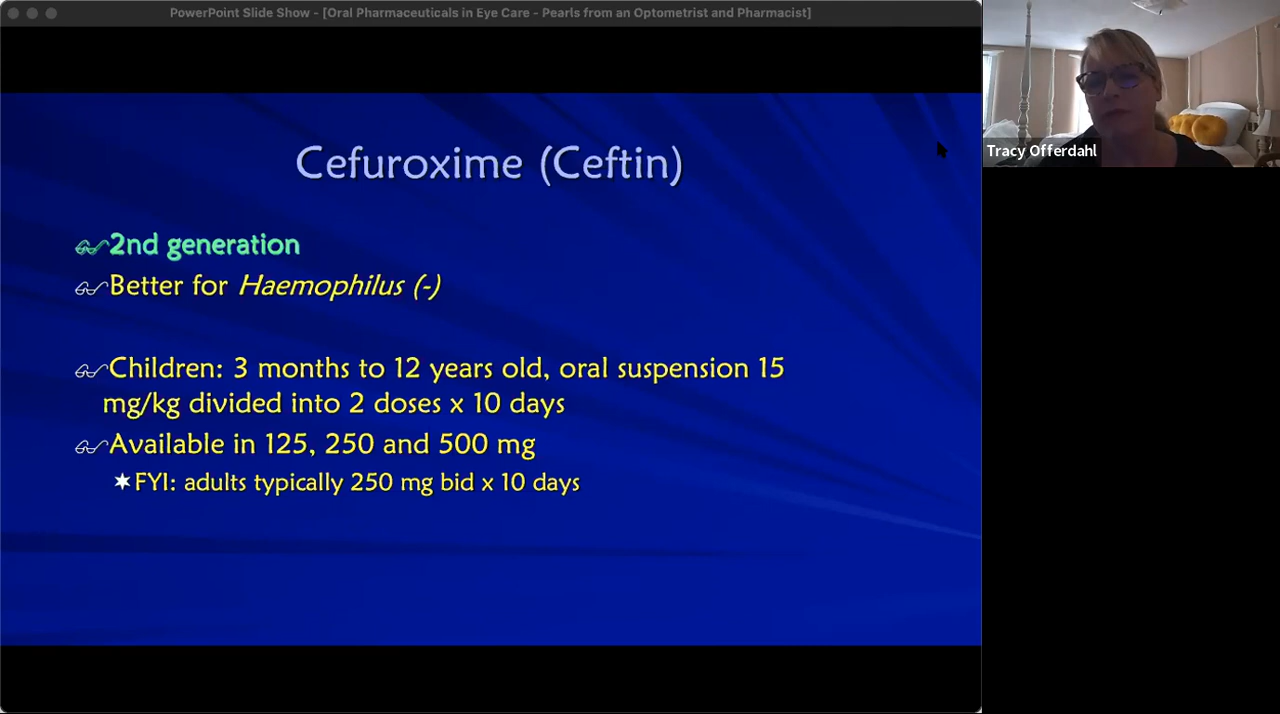 PowerPoint Slide Show - [Oral Pharmaceuticals in Eye Care - Pearls from an Optometrist and Pharmacist]
Cefuroxime (Ceftin)
2nd generation
Better for Haemophilus (-)
Children: 3 months to 12 years old, oral suspension 15
mg/kg divided into 2 doses x 10 days
Available in 125, 250 and 500 mg
FYI: adults typically 250 mg bid x 10 days
Tracy Offerdahl